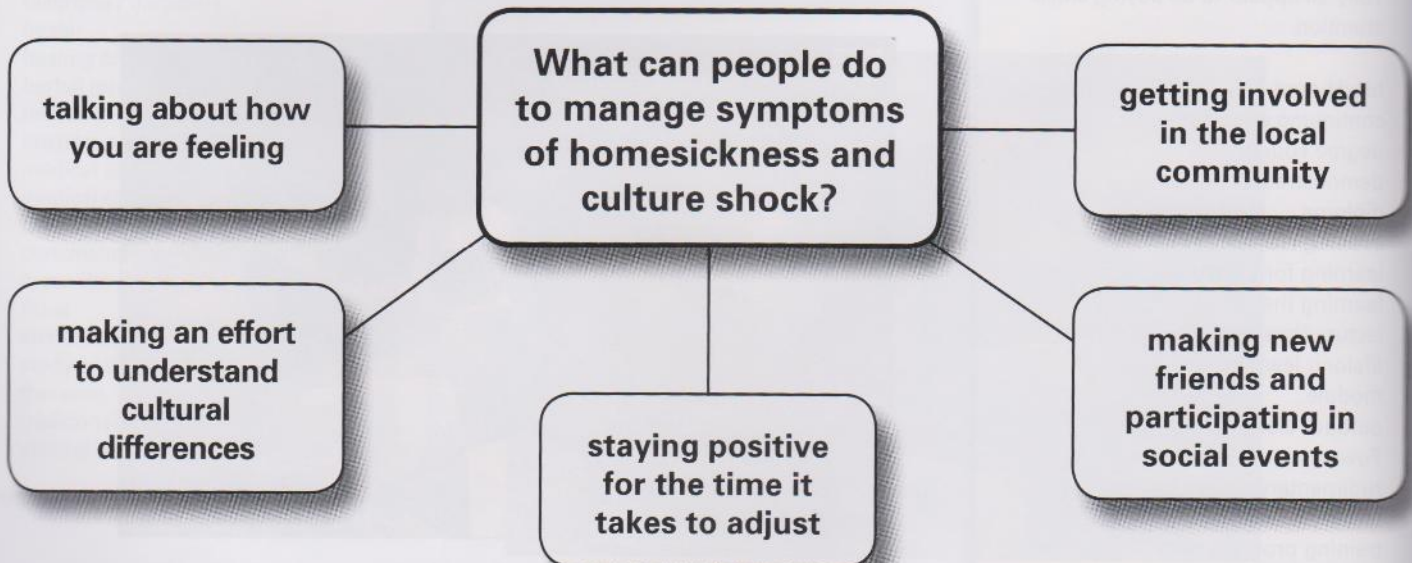 What can people do
to manage symptoms
of homesickness and
culture shock?
talking about how
you are feeling
getting involved
in the local
community
making an effort
to understand
cultural
differences
staying positive
for the time it
takes to adjust
making new
friends and
participating in
social events